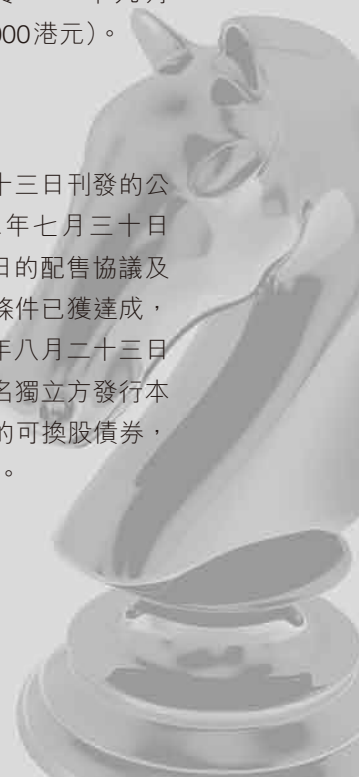 000港元)。
十三日刊發的公
年七月三十日
日的配售協議及
條件已獲達成,
年八月二十三日
名獨立方發行本
的可換股債券,
。